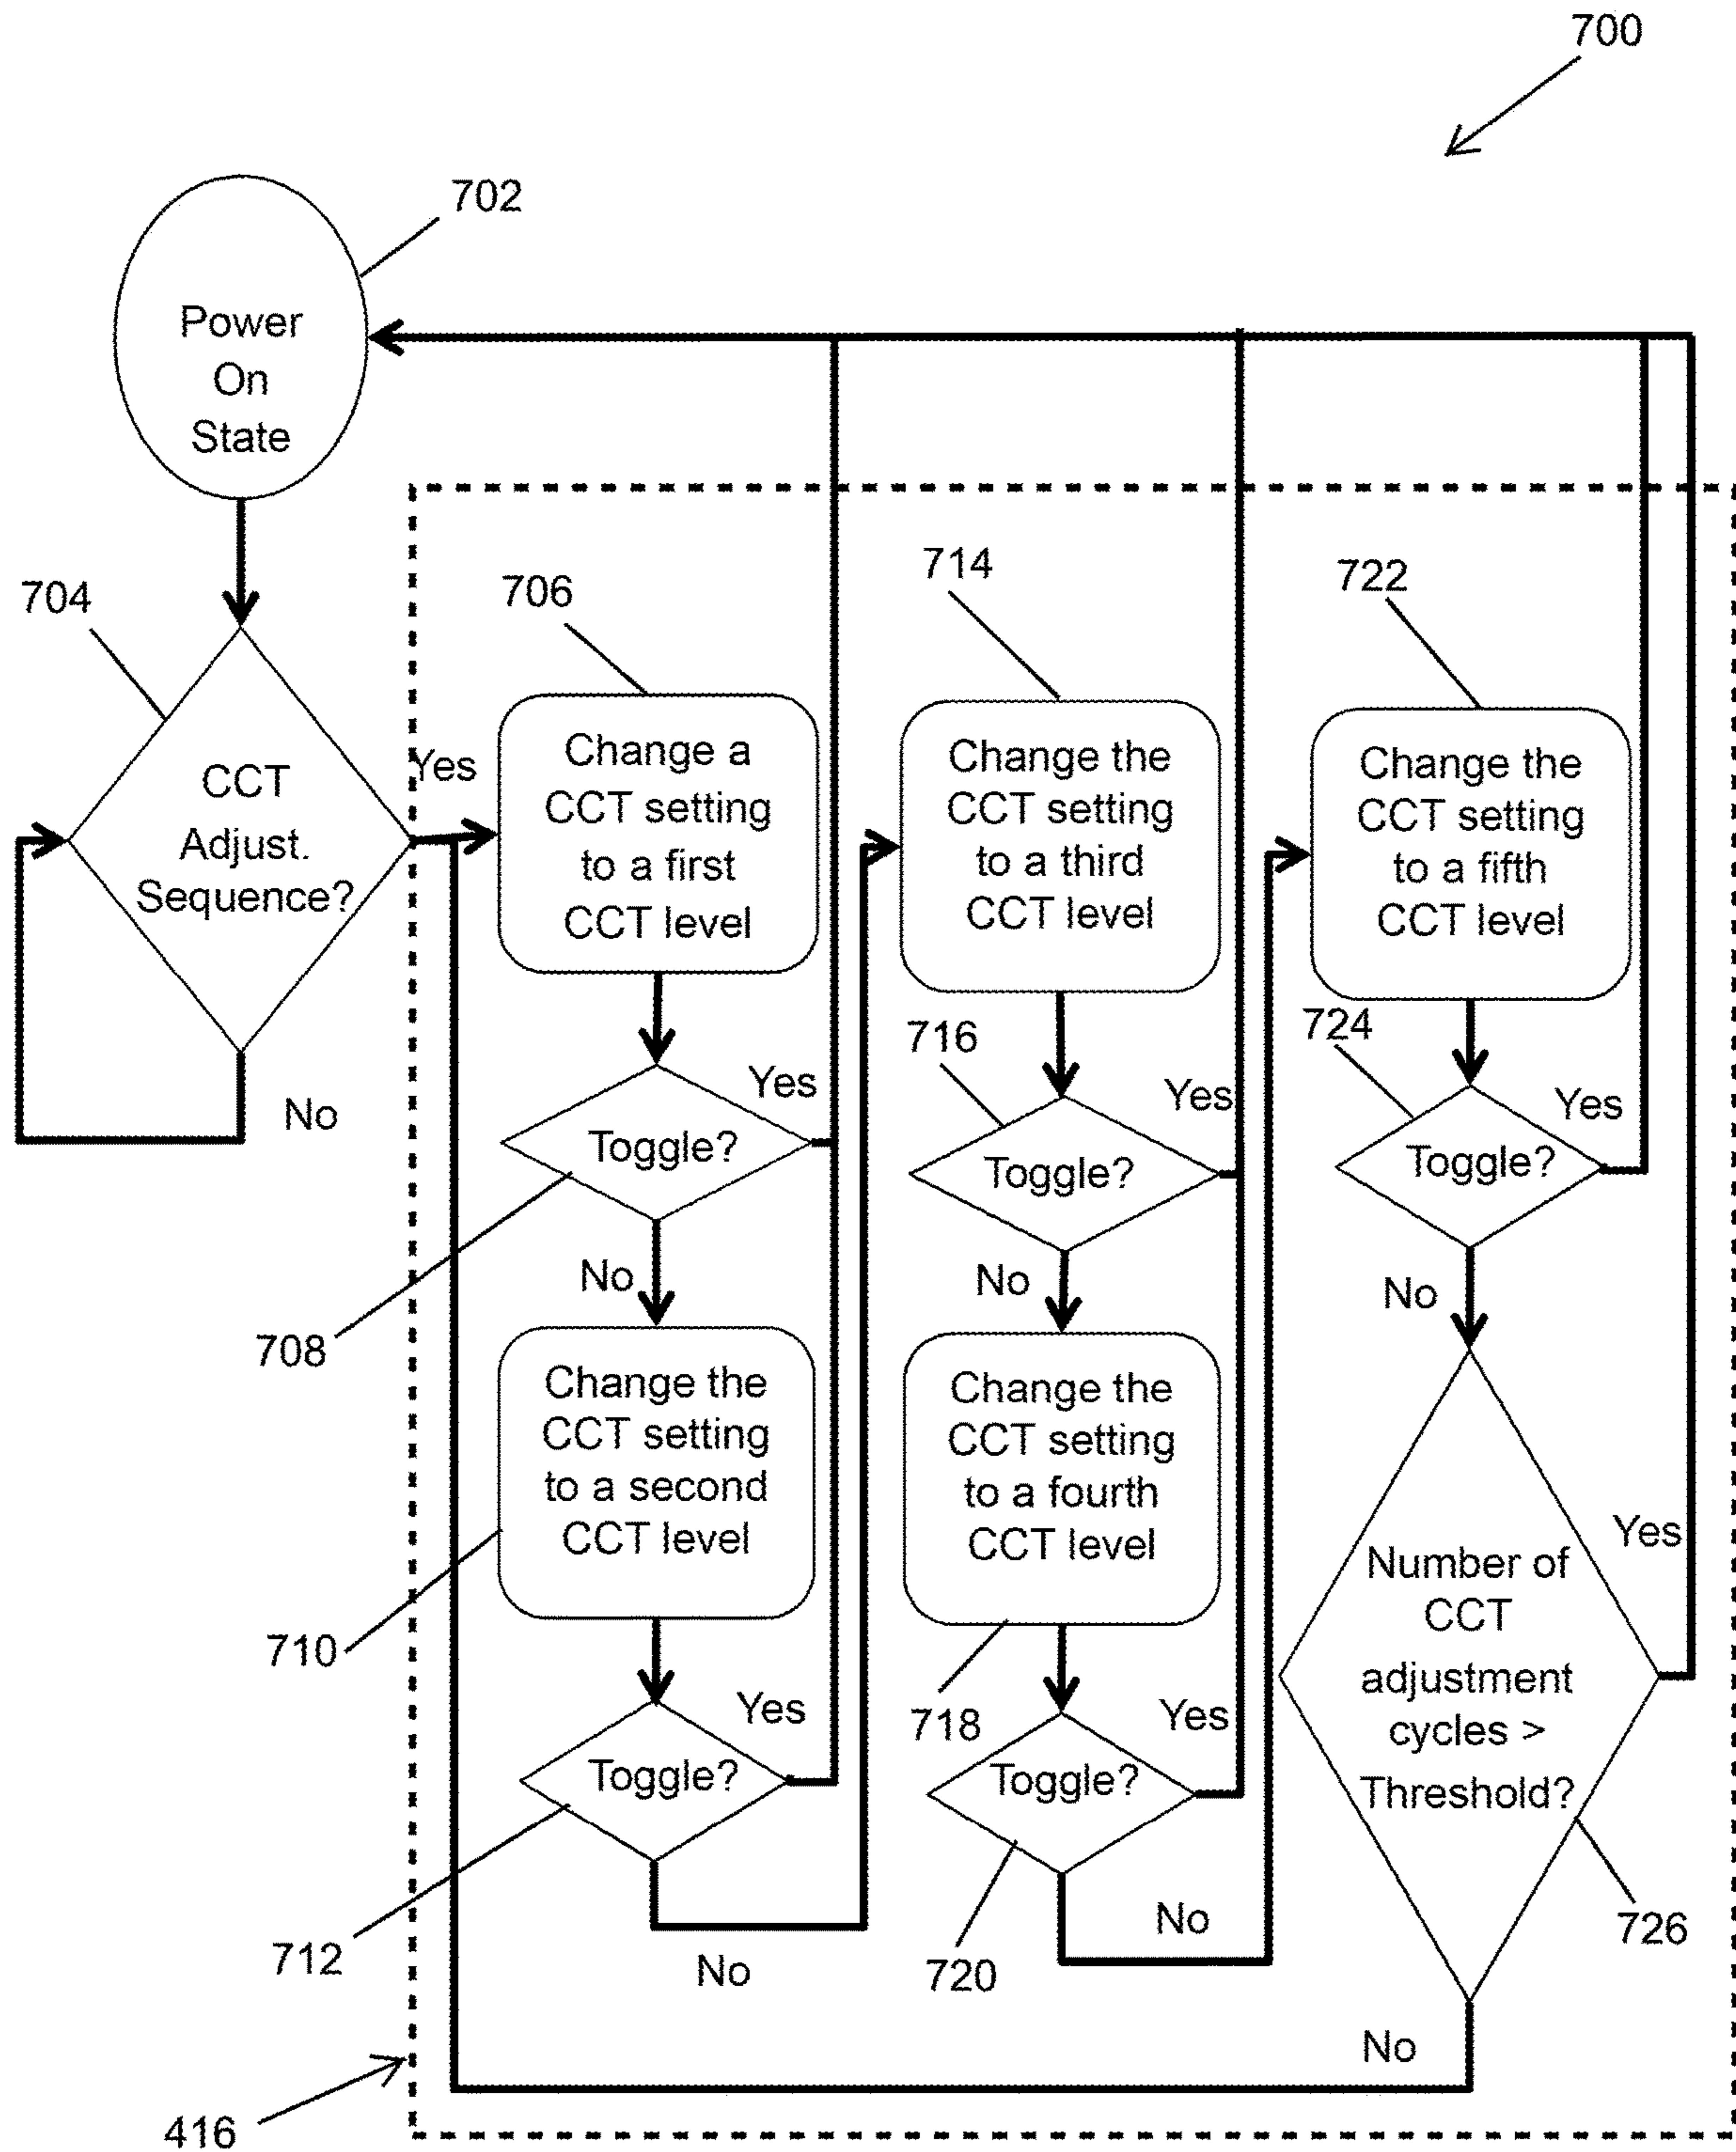 700
702
Power
On
State
704
CCT
Adjust.
Sequence?
No
Yes
706
Change a
CCT setting
to a first
CCT level
Yes
Toggle?
708
No
Change the
CCT setting
to a second
CCT level
710
Yes
Toggle?
712
No
714
Change the
CCT setting
to a third
CCT level
716
Yes
Toggle?
No
Change the
CCT setting
to a fourth
CCT level
718
Yes
Toggle?
720
No
722
Change the
CCT setting
to a fifth
CCT level
724
Yes
Toggle?
No
Number of
CCT
adjustment
cycles >
Threshold?
Yes
726
No
416